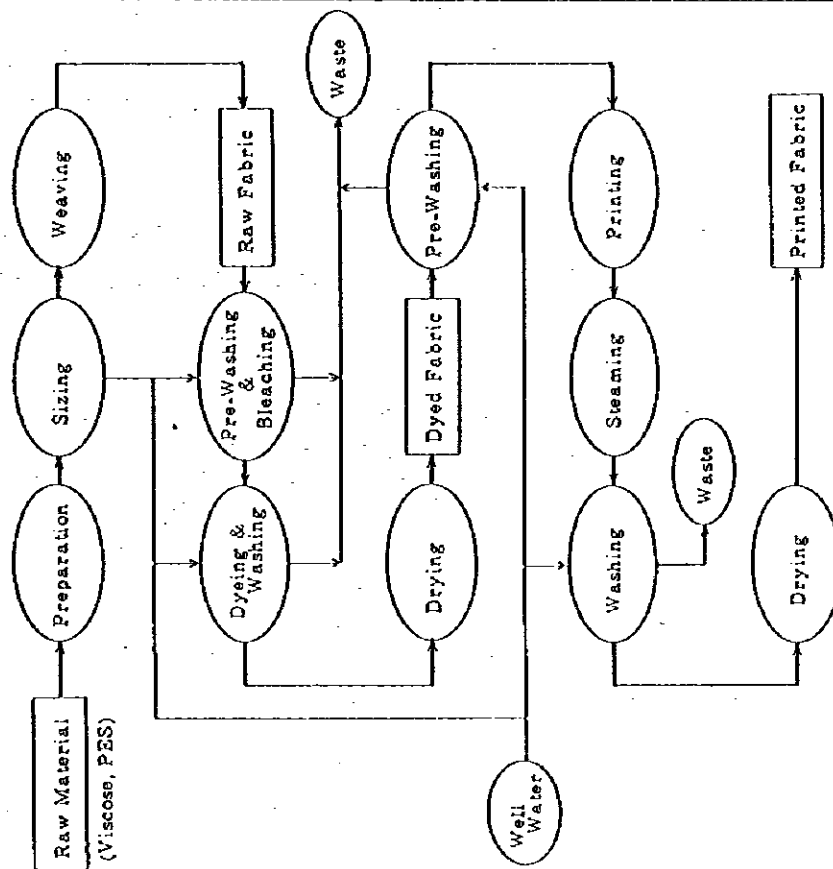 Raw Material
(Viscose, PES)
Preparation
Sizing
Weaving
Raw Fabric
Pre-Washing
&
Bleaching
Dyeing &
Washing
Waste
Drying
Dyed Fabric
Pre-Washing
Printing
Steaming
Washing
Waste
Well
Water
Drying
Printed Fabric